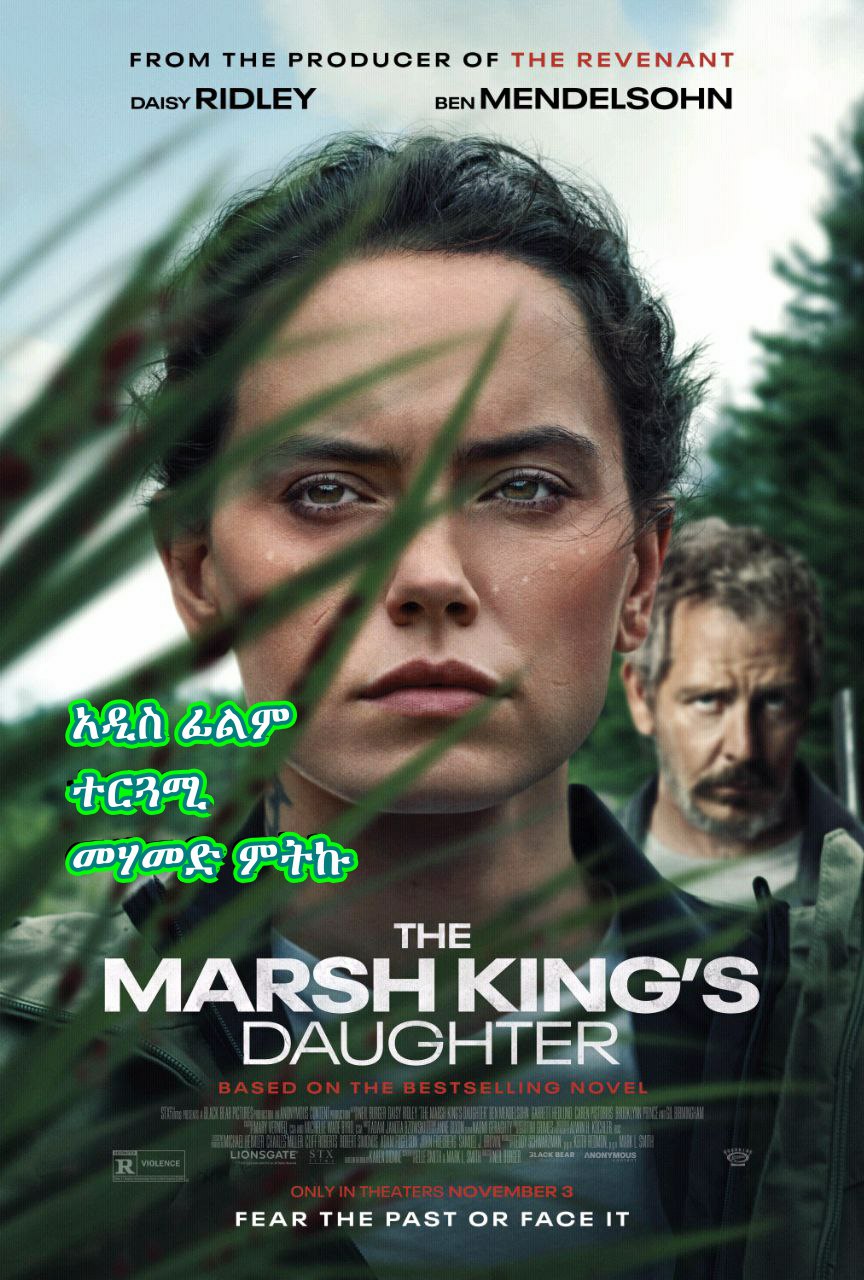 FROM THE PRODUCER OF THE REVENANT
DAISY RIDLEY BEN MENDELSOHN
አዲስ ፊልም
ተርጓሚ
መሃመድ ምትኩ
THE
MARSH KING'S
DAUGHTER
BASED ON THE BESTSELLING NOVEL
R VIOLENCE LIONSGATE STX BLACK BEAR ANONYMOUS
ONLY IN THEATERS NOVEMBER 3
FEAR THE PAST OR FACE IT